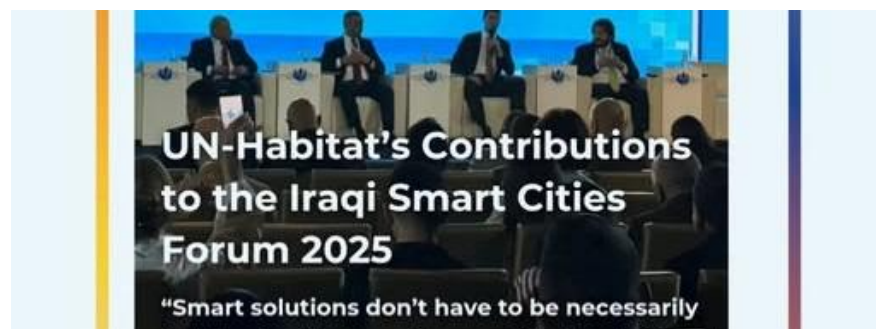 UN-Habitat’s Contributions
to the Iraqi Smart Cities
Forum 2025
“Smart solutions don’t have to be necessarily